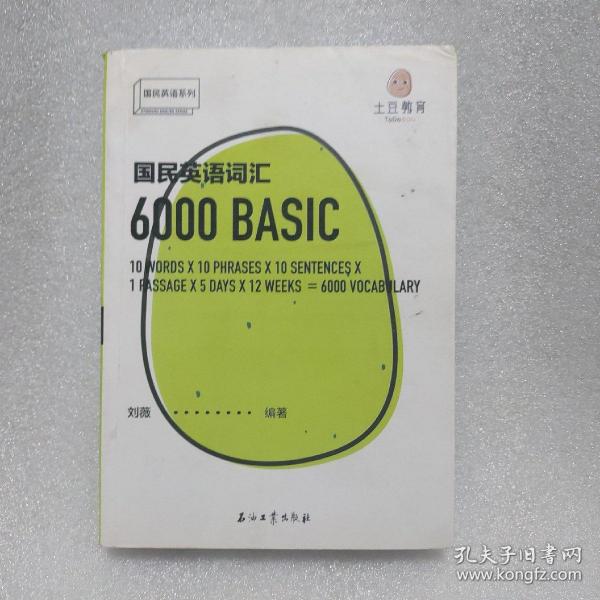 国民英语系列
土豆教育
国民英语词汇
6000 BASIC
10 WORDS X 10 PHRASES X 10 SENTENCES X
1 PASSAGE X 5 DAYS X 12 WEEKS = 6000 VOCABULARY
刘薇 · · · · · · · · · 编著
石油工业出版社
孔夫子旧书网
www.kongfz.com